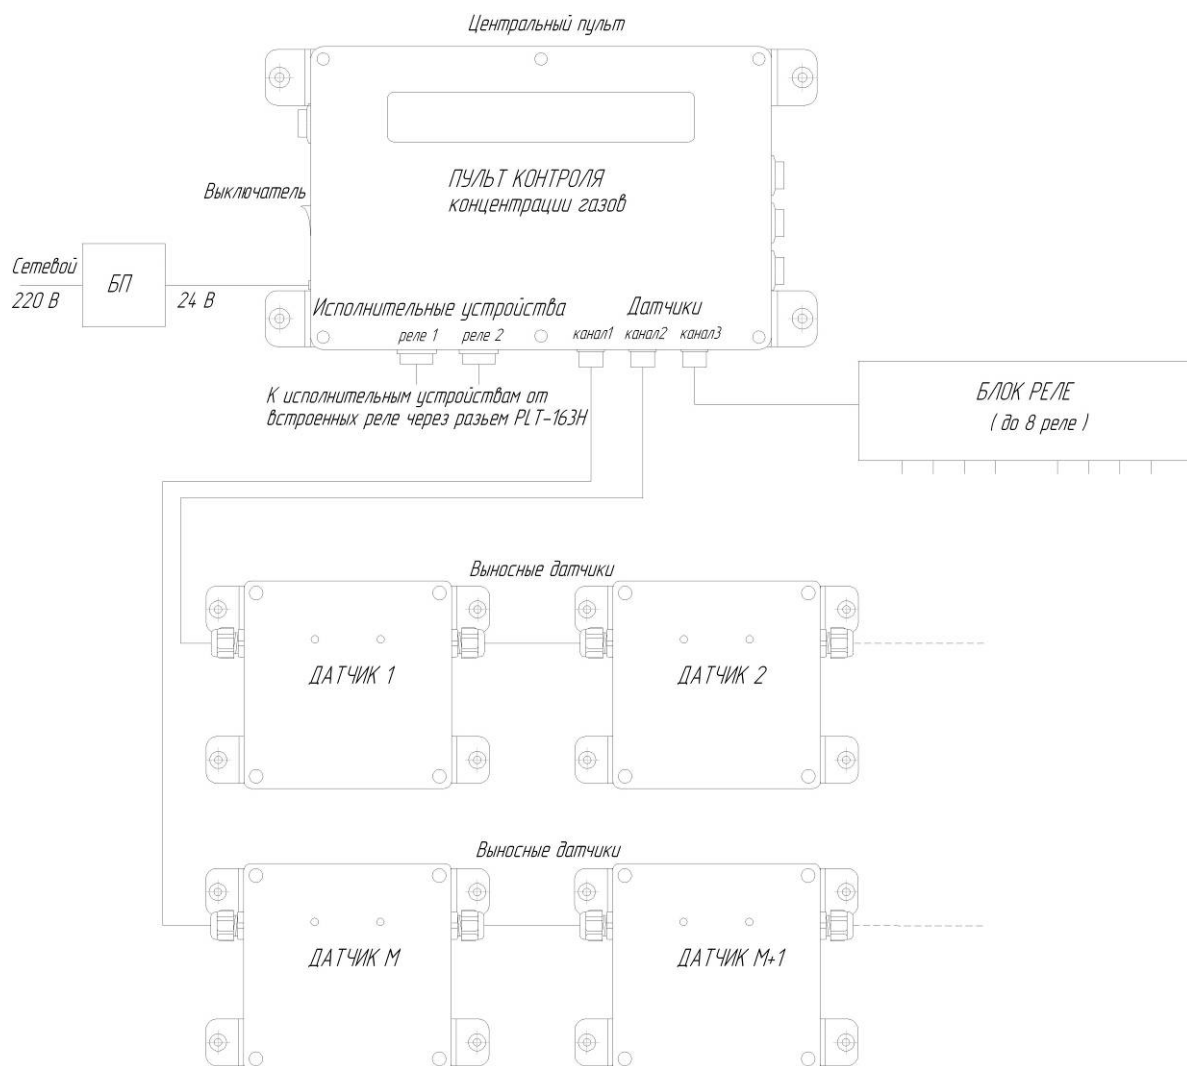 Центральный пульт
ПУЛЬТ КОНТРОЛЯ
концентрации газов
Выключатель
Сетевой
220 В
БП
24 В
Исполнительные устройства
Датчики
реле 1
реле 2
канал1
канал2
канал3
К исполнительным устройствам от
встроенных реле через разьем PLT-163Н
БЛОК РЕЛЕ
( до 8 реле )
Выносные датчики
ДАТЧИК 1
ДАТЧИК 2
Выносные датчики
ДАТЧИК М
ДАТЧИК М+1